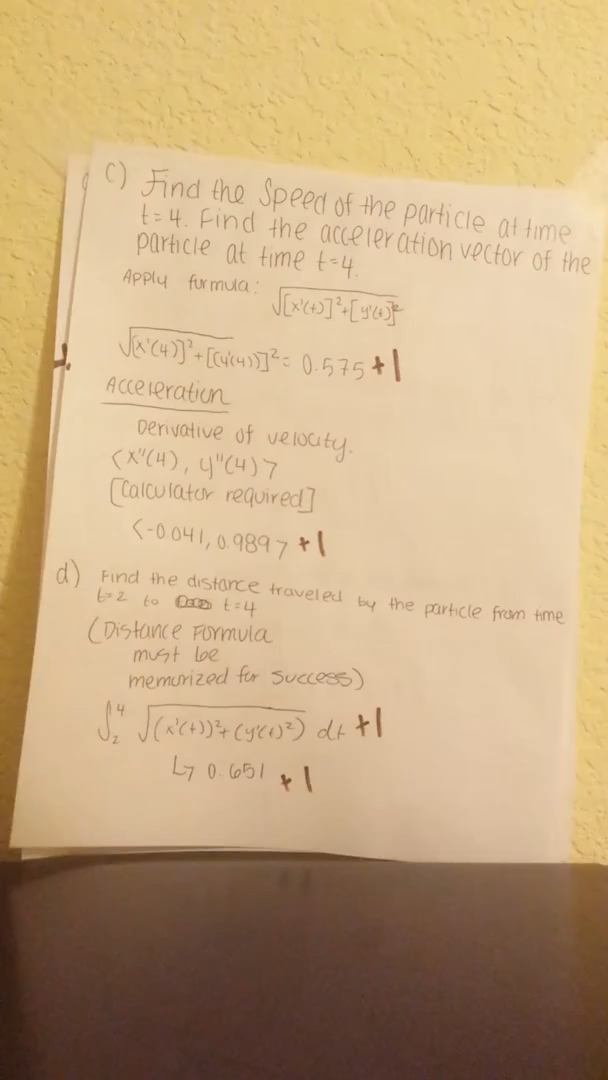 c) Find the Speed of the particle at time
t=4. Find the acceleration vector of the
particle at time t=4.
Apply formula:
√[x'(t)]²+[y'(t)]²
√[x'(4)]²+[(y'(4))]² = 0.575 +1
Acceleration
Derivative of velocity.
<x"(4), y"(4)>
[Calculator required]
<-0.041, 0.989> +1
d) Find the distance traveled by the particle from time
t=2 to t=4
(Distance Formula
must be
memorized for success)
∫₂⁴ √(x'(t))²+(y'(t)²) dt +1
↳ 0.651 +1